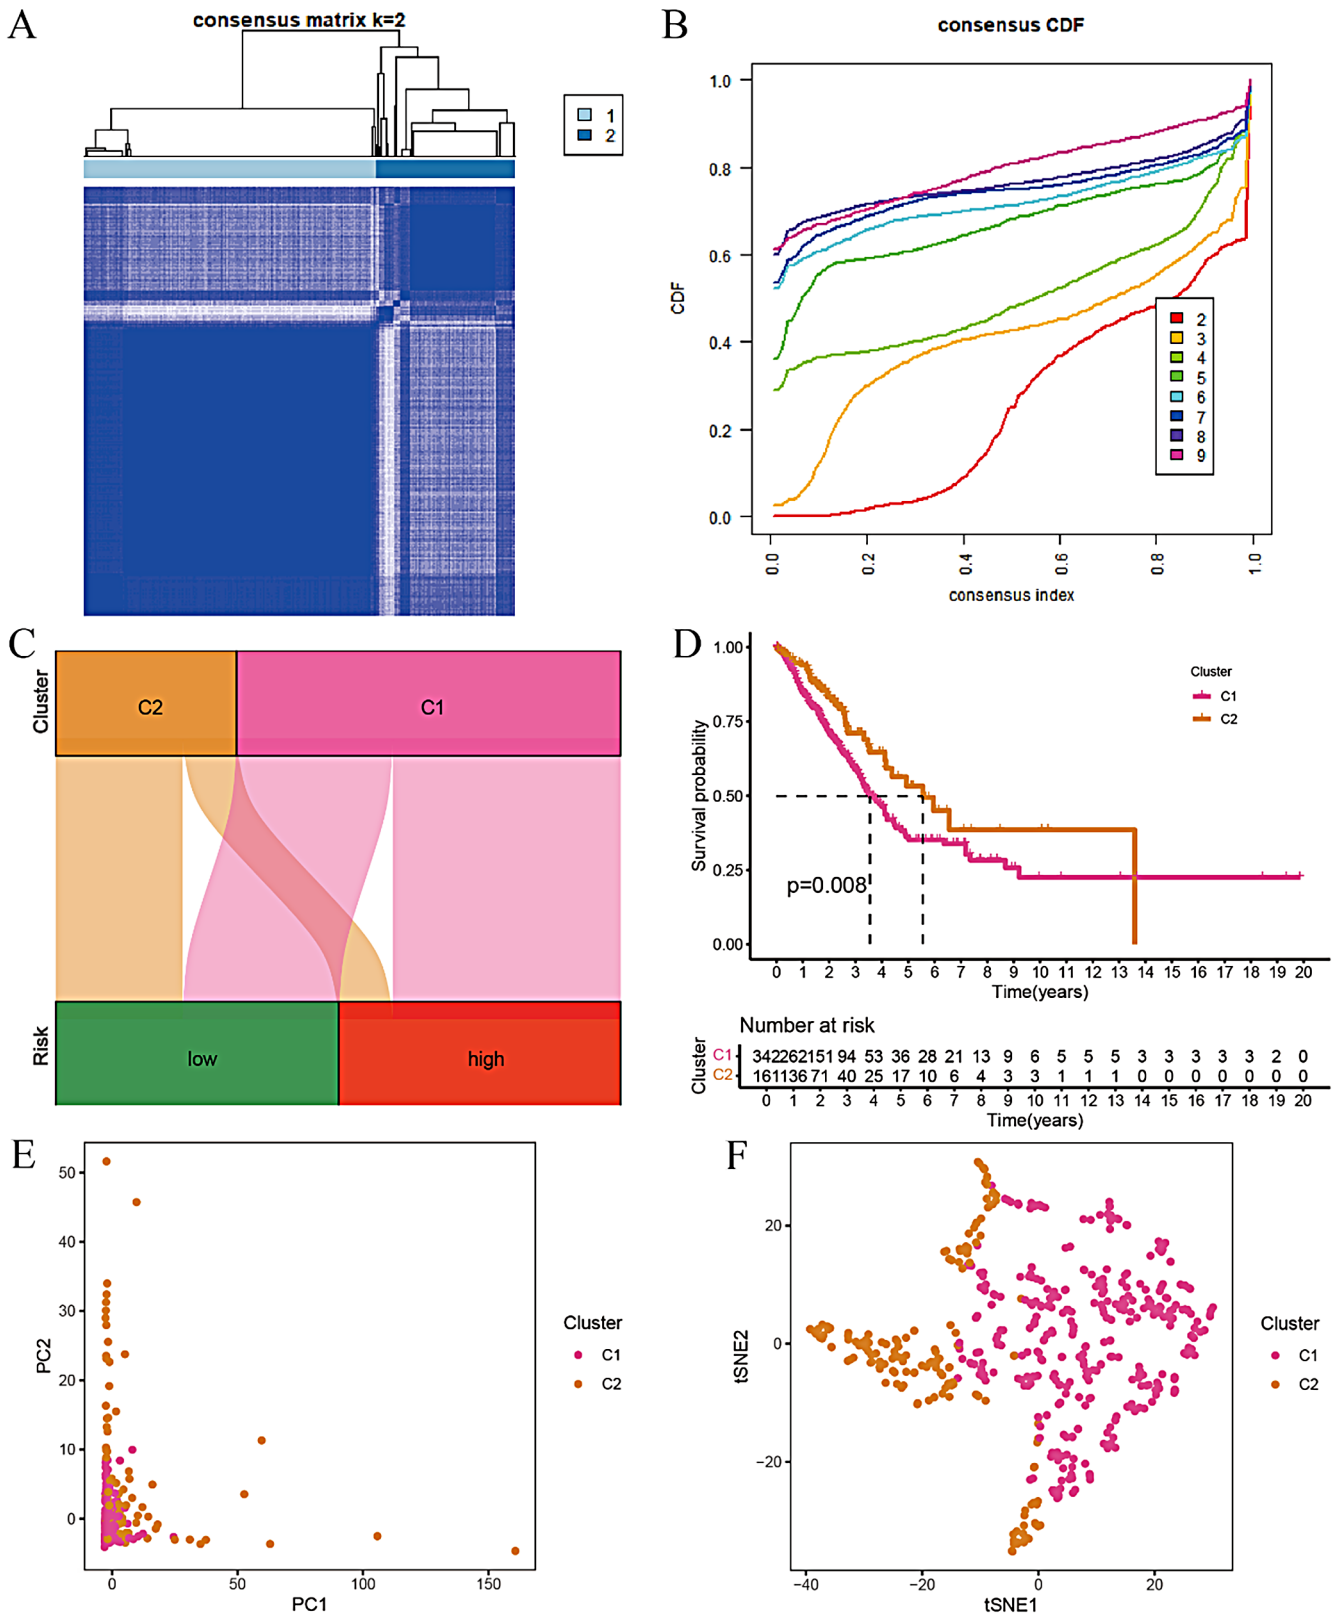 A
consensus matrix k=2
1
2
B
consensus CDF
1.0
0.8
0.6
0.4
0.2
0.0
CDF
2
3
4
5
6
7
8
9
0.0 0.2 0.4 0.6 0.8 1.0
consensus index
C
Cluster
C2 C1
Risk
low high
D
Survival probability
1.00
0.75
0.50
0.25
0.00
Cluster
C1
C2
p=0.008
0 1 2 3 4 5 6 7 8 9 10 11 12 13 14 15 16 17 18 19 20
Time(years)
Number at risk
Cluster
C1 342 262 151 94 53 36 28 21 13 9 6 5 5 5 3 3 3 3 3 2 0
C2 161 136 71 40 25 17 10 6 4 3 3 1 1 1 0 0 0 0 0 0 0
0 1 2 3 4 5 6 7 8 9 10 11 12 13 14 15 16 17 18 19 20
Time(years)
E
PC2
50
40
30
20
10
0
0 50 100 150
PC1
Cluster
C1
C2
F
tSNE2
20
0
−20
−40 −20 0 20
tSNE1
Cluster
C1
C2